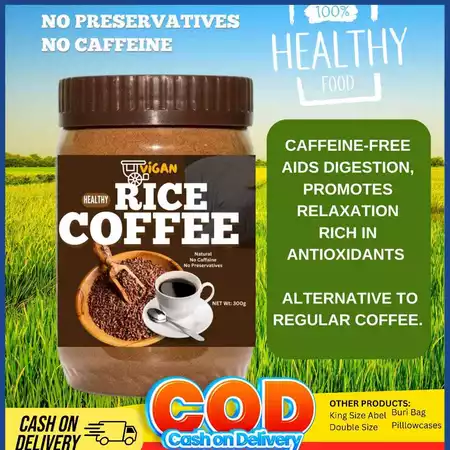 NO PRESERVATIVES
NO CAFFEINE
100%
HEALTHY
FOOD
ViGAN
HEALTHY
RICE
COFFEE
Natural
No Caffeine
No Preservatives
NET Wt: 300g
CAFFEINE-FREE
AIDS DIGESTION,
PROMOTES
RELAXATION
RICH IN
ANTIOXIDANTS
ALTERNATIVE TO
REGULAR COFFEE.
CASH ON
DELIVERY
COD
Cash on Delivery
OTHER PRODUCTS:
King Size Abel
Double Size
Buri Bag
Pillowcases